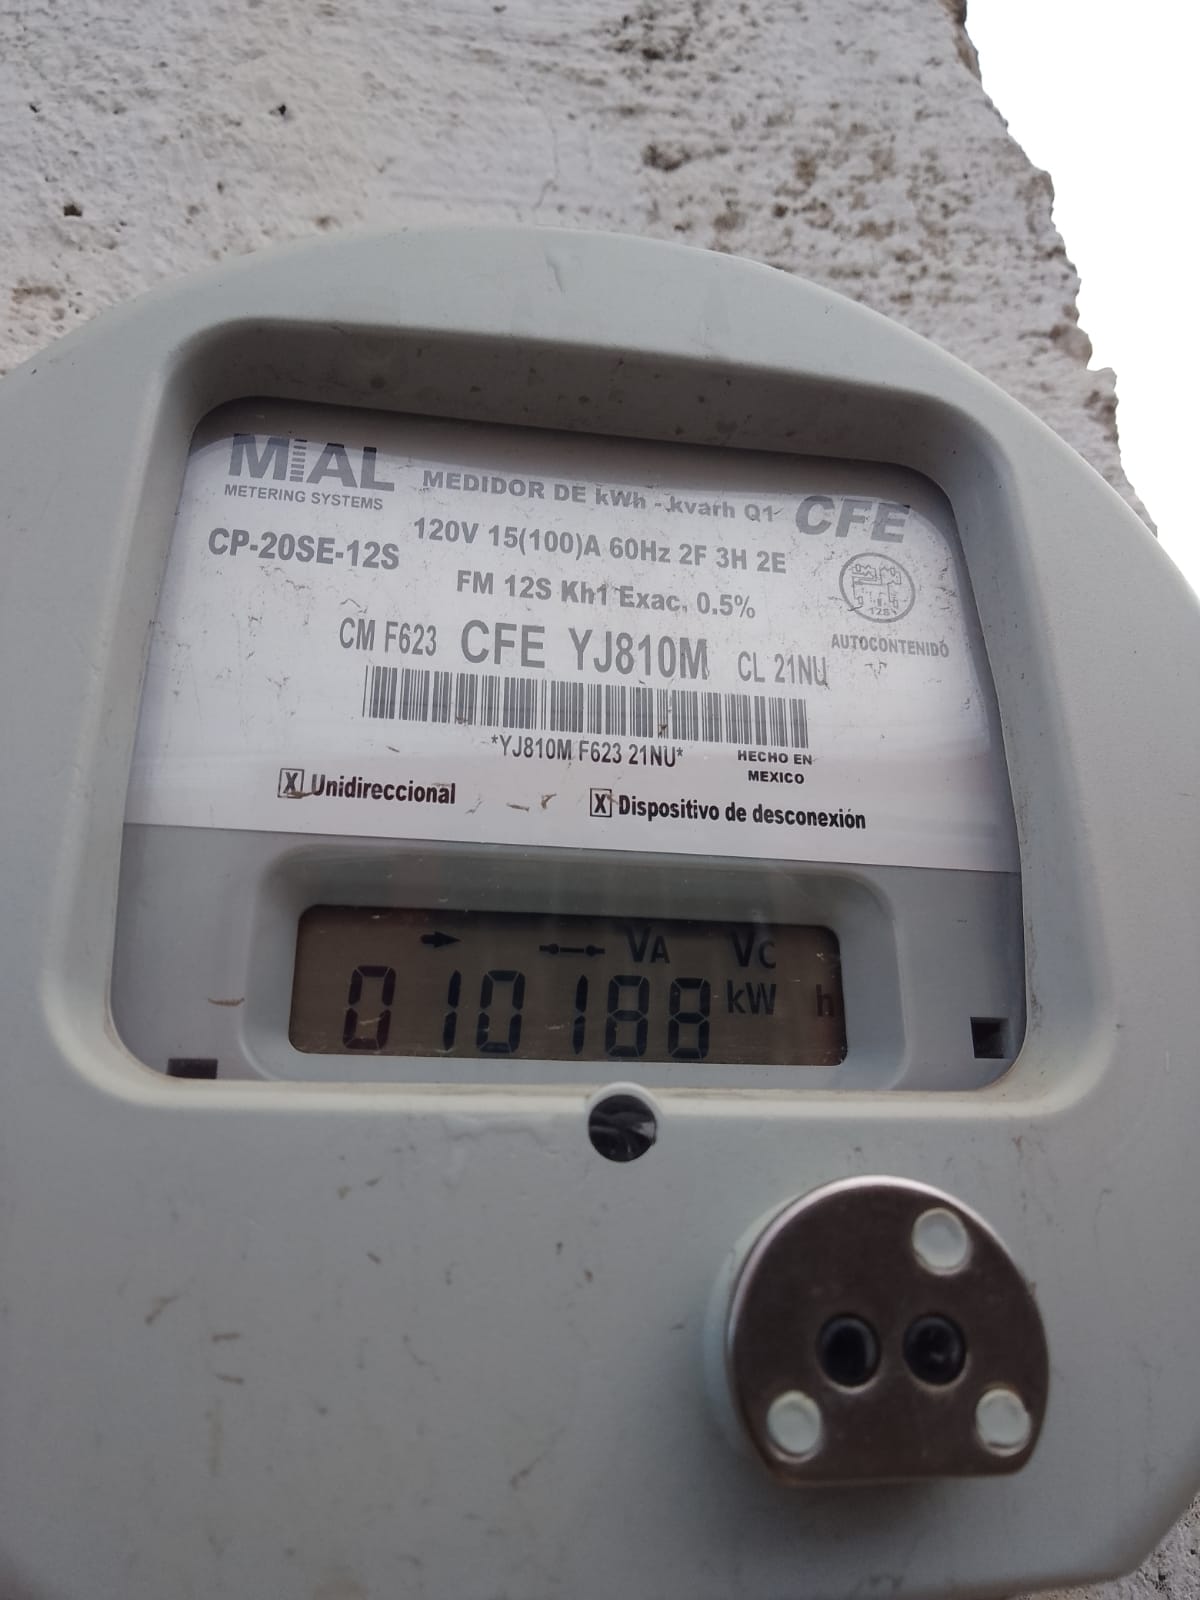 MIAL
METERING SYSTEMS
MEDIDOR DE kWh - kvarh Q1
CFE
CP-20SE-12S
120V 15(100)A 60Hz 2F 3H 2E
FM 12S Kh1 Exac. 0.5%
AUTOCONTENIDO
CM F623 CFE YJ810M CL 21NU
*YJ810M F623 21NU*
HECHO EN
MEXICO
X Unidireccional
X Dispositivo de desconexión
VA VC
010188 kW h